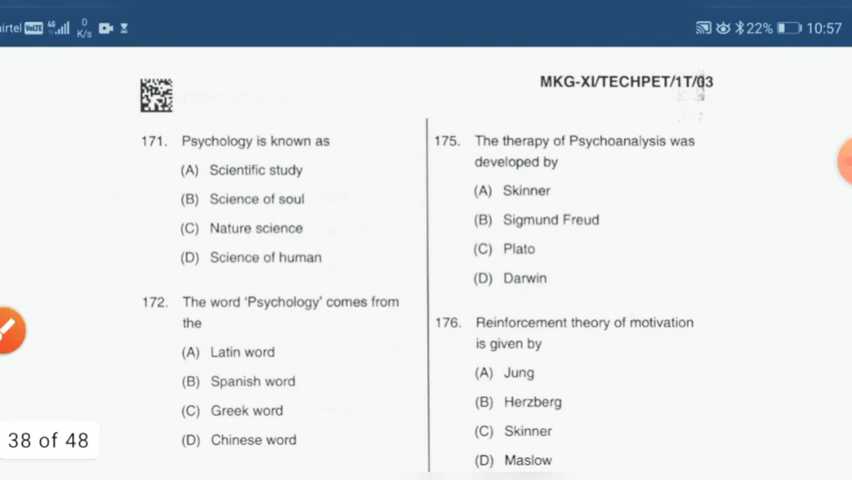 airtel VoLTE 4G 0 K/s 22% 10:57
MKG-XI/TECHPET/1T/03
171. Psychology is known as
(A) Scientific study
(B) Science of soul
(C) Nature science
(D) Science of human
172. The word ‘Psychology’ comes from
the
(A) Latin word
(B) Spanish word
(C) Greek word
(D) Chinese word
175. The therapy of Psychoanalysis was
developed by
(A) Skinner
(B) Sigmund Freud
(C) Plato
(D) Darwin
176. Reinforcement theory of motivation
is given by
(A) Jung
(B) Herzberg
(C) Skinner
(D) Maslow
38 of 48